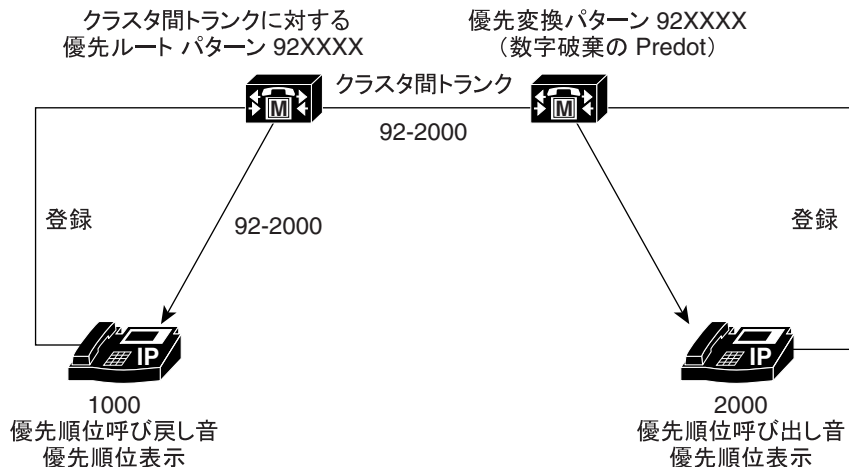 クラスタ間トランクに対する
優先ルート パターン 92XXXX
優先変換パターン 92XXXX
（数字破棄の Predot）
M
クラスタ間トランク
M
92-2000
登録
92-2000
登録
IP
IP
1000
優先順位呼び戻し音
優先順位表示
2000
優先順位呼び出し音
優先順位表示